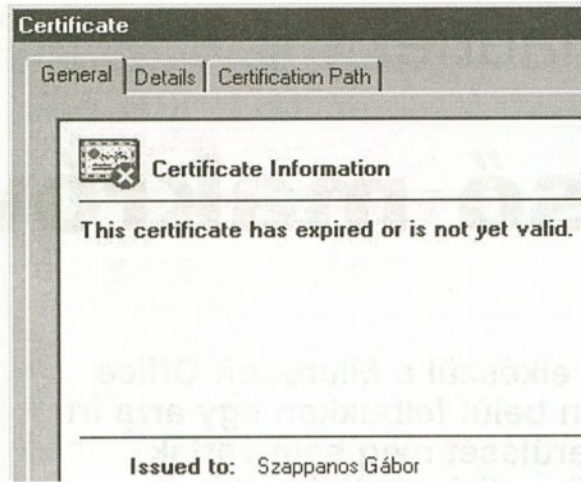 Certificate
General Details Certification Path
Certificate Information
This certificate has expired or is not yet valid.
Issued to: Szappanos Gábor